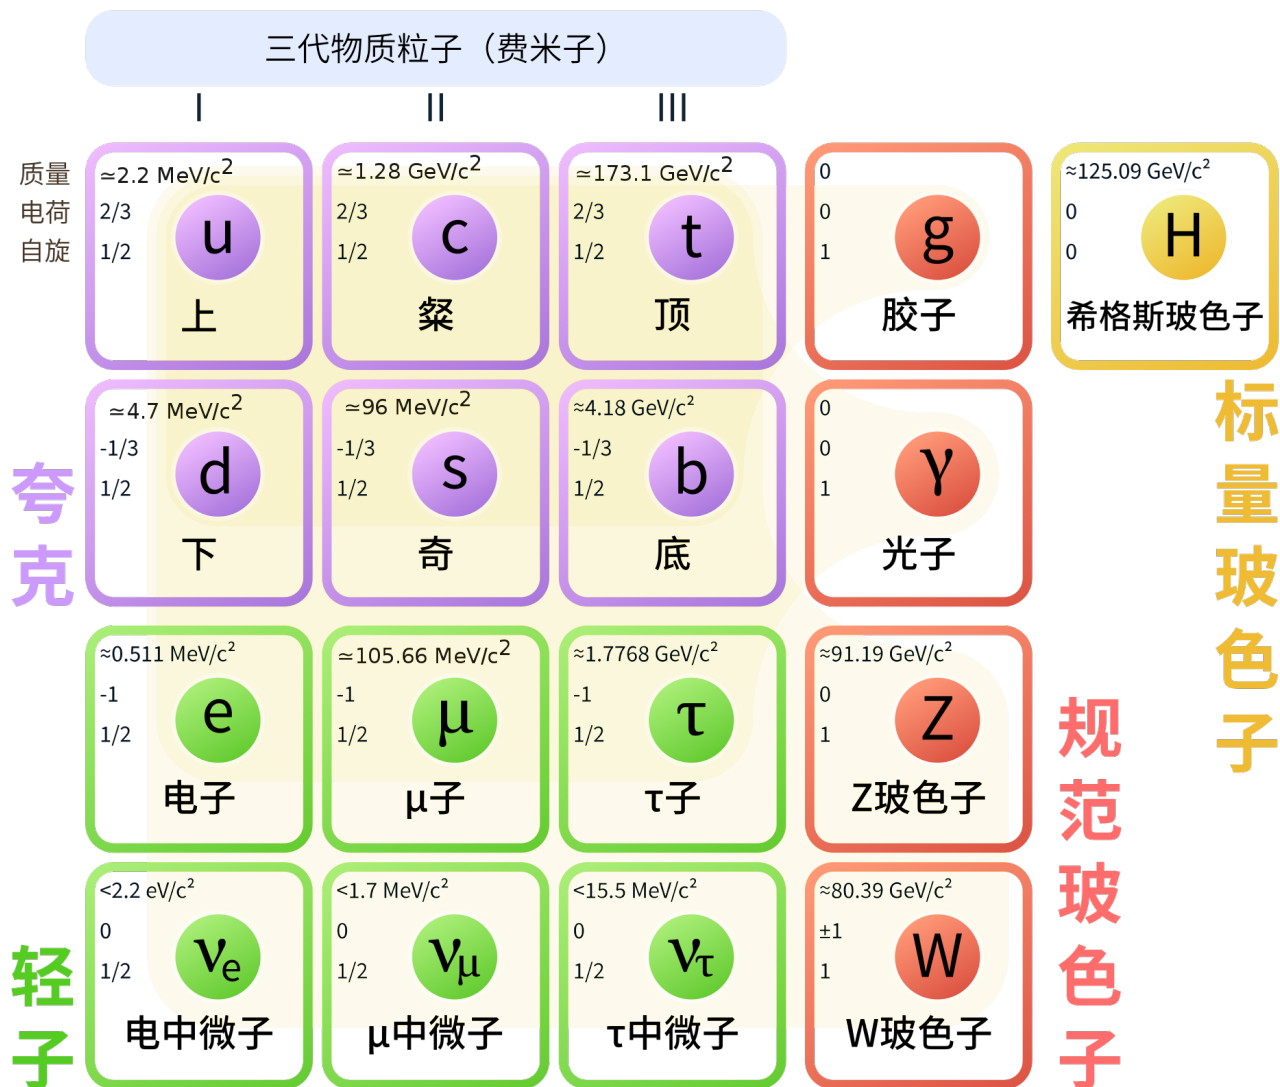 三代物质粒子（费米子）
I
II
III
质量
电荷
自旋
≃2.2 MeV/c²
2/3
1/2
u
上
≃1.28 GeV/c²
2/3
1/2
c
粲
≃173.1 GeV/c²
2/3
1/2
t
顶
0
0
1
g
胶子
≈125.09 GeV/c²
0
0
H
希格斯玻色子
≃4.7 MeV/c²
-1/3
1/2
d
下
≃96 MeV/c²
-1/3
1/2
s
奇
≈4.18 GeV/c²
-1/3
1/2
b
底
0
0
1
γ
光子
≈0.511 MeV/c²
-1
1/2
e
电子
≃105.66 MeV/c²
-1
1/2
μ
μ子
≈1.7768 GeV/c²
-1
1/2
τ
τ子
≈91.19 GeV/c²
0
1
Z
Z玻色子
<2.2 eV/c²
0
1/2
νe
电中微子
<1.7 MeV/c²
0
1/2
νμ
μ中微子
<15.5 MeV/c²
0
1/2
ντ
τ中微子
≈80.39 GeV/c²
±1
1
W
W玻色子
夸克
轻子
规范玻色子
标量玻色子